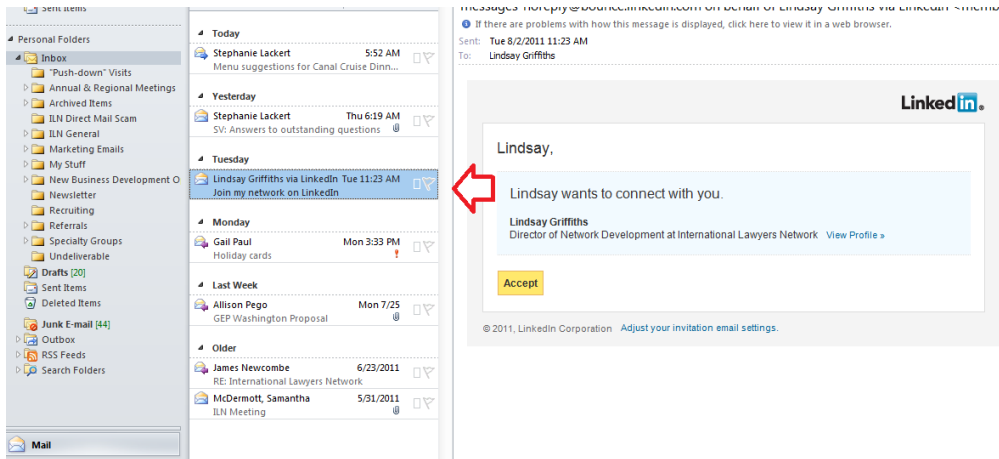 Sent Items
Personal Folders
Inbox
"Push-down" Visits
Annual & Regional Meetings
Archived Items
ILN Direct Mail Scam
ILN General
Marketing Emails
My Stuff
New Business Development O
Newsletter
Recruiting
Referrals
Specialty Groups
Undeliverable
Drafts [20]
Sent Items
Deleted Items
Junk E-mail [44]
Outbox
RSS Feeds
Search Folders
Mail
Today
Stephanie Lackert 5:52 AM
Menu suggestions for Canal Cruise Dinn...
Yesterday
Stephanie Lackert Thu 6:19 AM
SV: Answers to outstanding questions
Tuesday
Lindsay Griffiths via LinkedIn Tue 11:23 AM
Join my network on LinkedIn
Monday
Gail Paul Mon 3:33 PM
Holiday cards
Last Week
Allison Pego Mon 7/25
GEP Washington Proposal
Older
James Newcombe 6/23/2011
RE: International Lawyers Network
McDermott, Samantha 5/31/2011
ILN Meeting
messages-noreply@bounce.linkedin.com on behalf of Lindsay Griffiths via LinkedIn <memb
If there are problems with how this message is displayed, click here to view it in a web browser.
Sent: Tue 8/2/2011 11:23 AM
To: Lindsay Griffiths
Linked in®
Lindsay,
Lindsay wants to connect with you.
Lindsay Griffiths
Director of Network Development at International Lawyers Network View Profile »
Accept
© 2011, LinkedIn Corporation Adjust your invitation email settings.